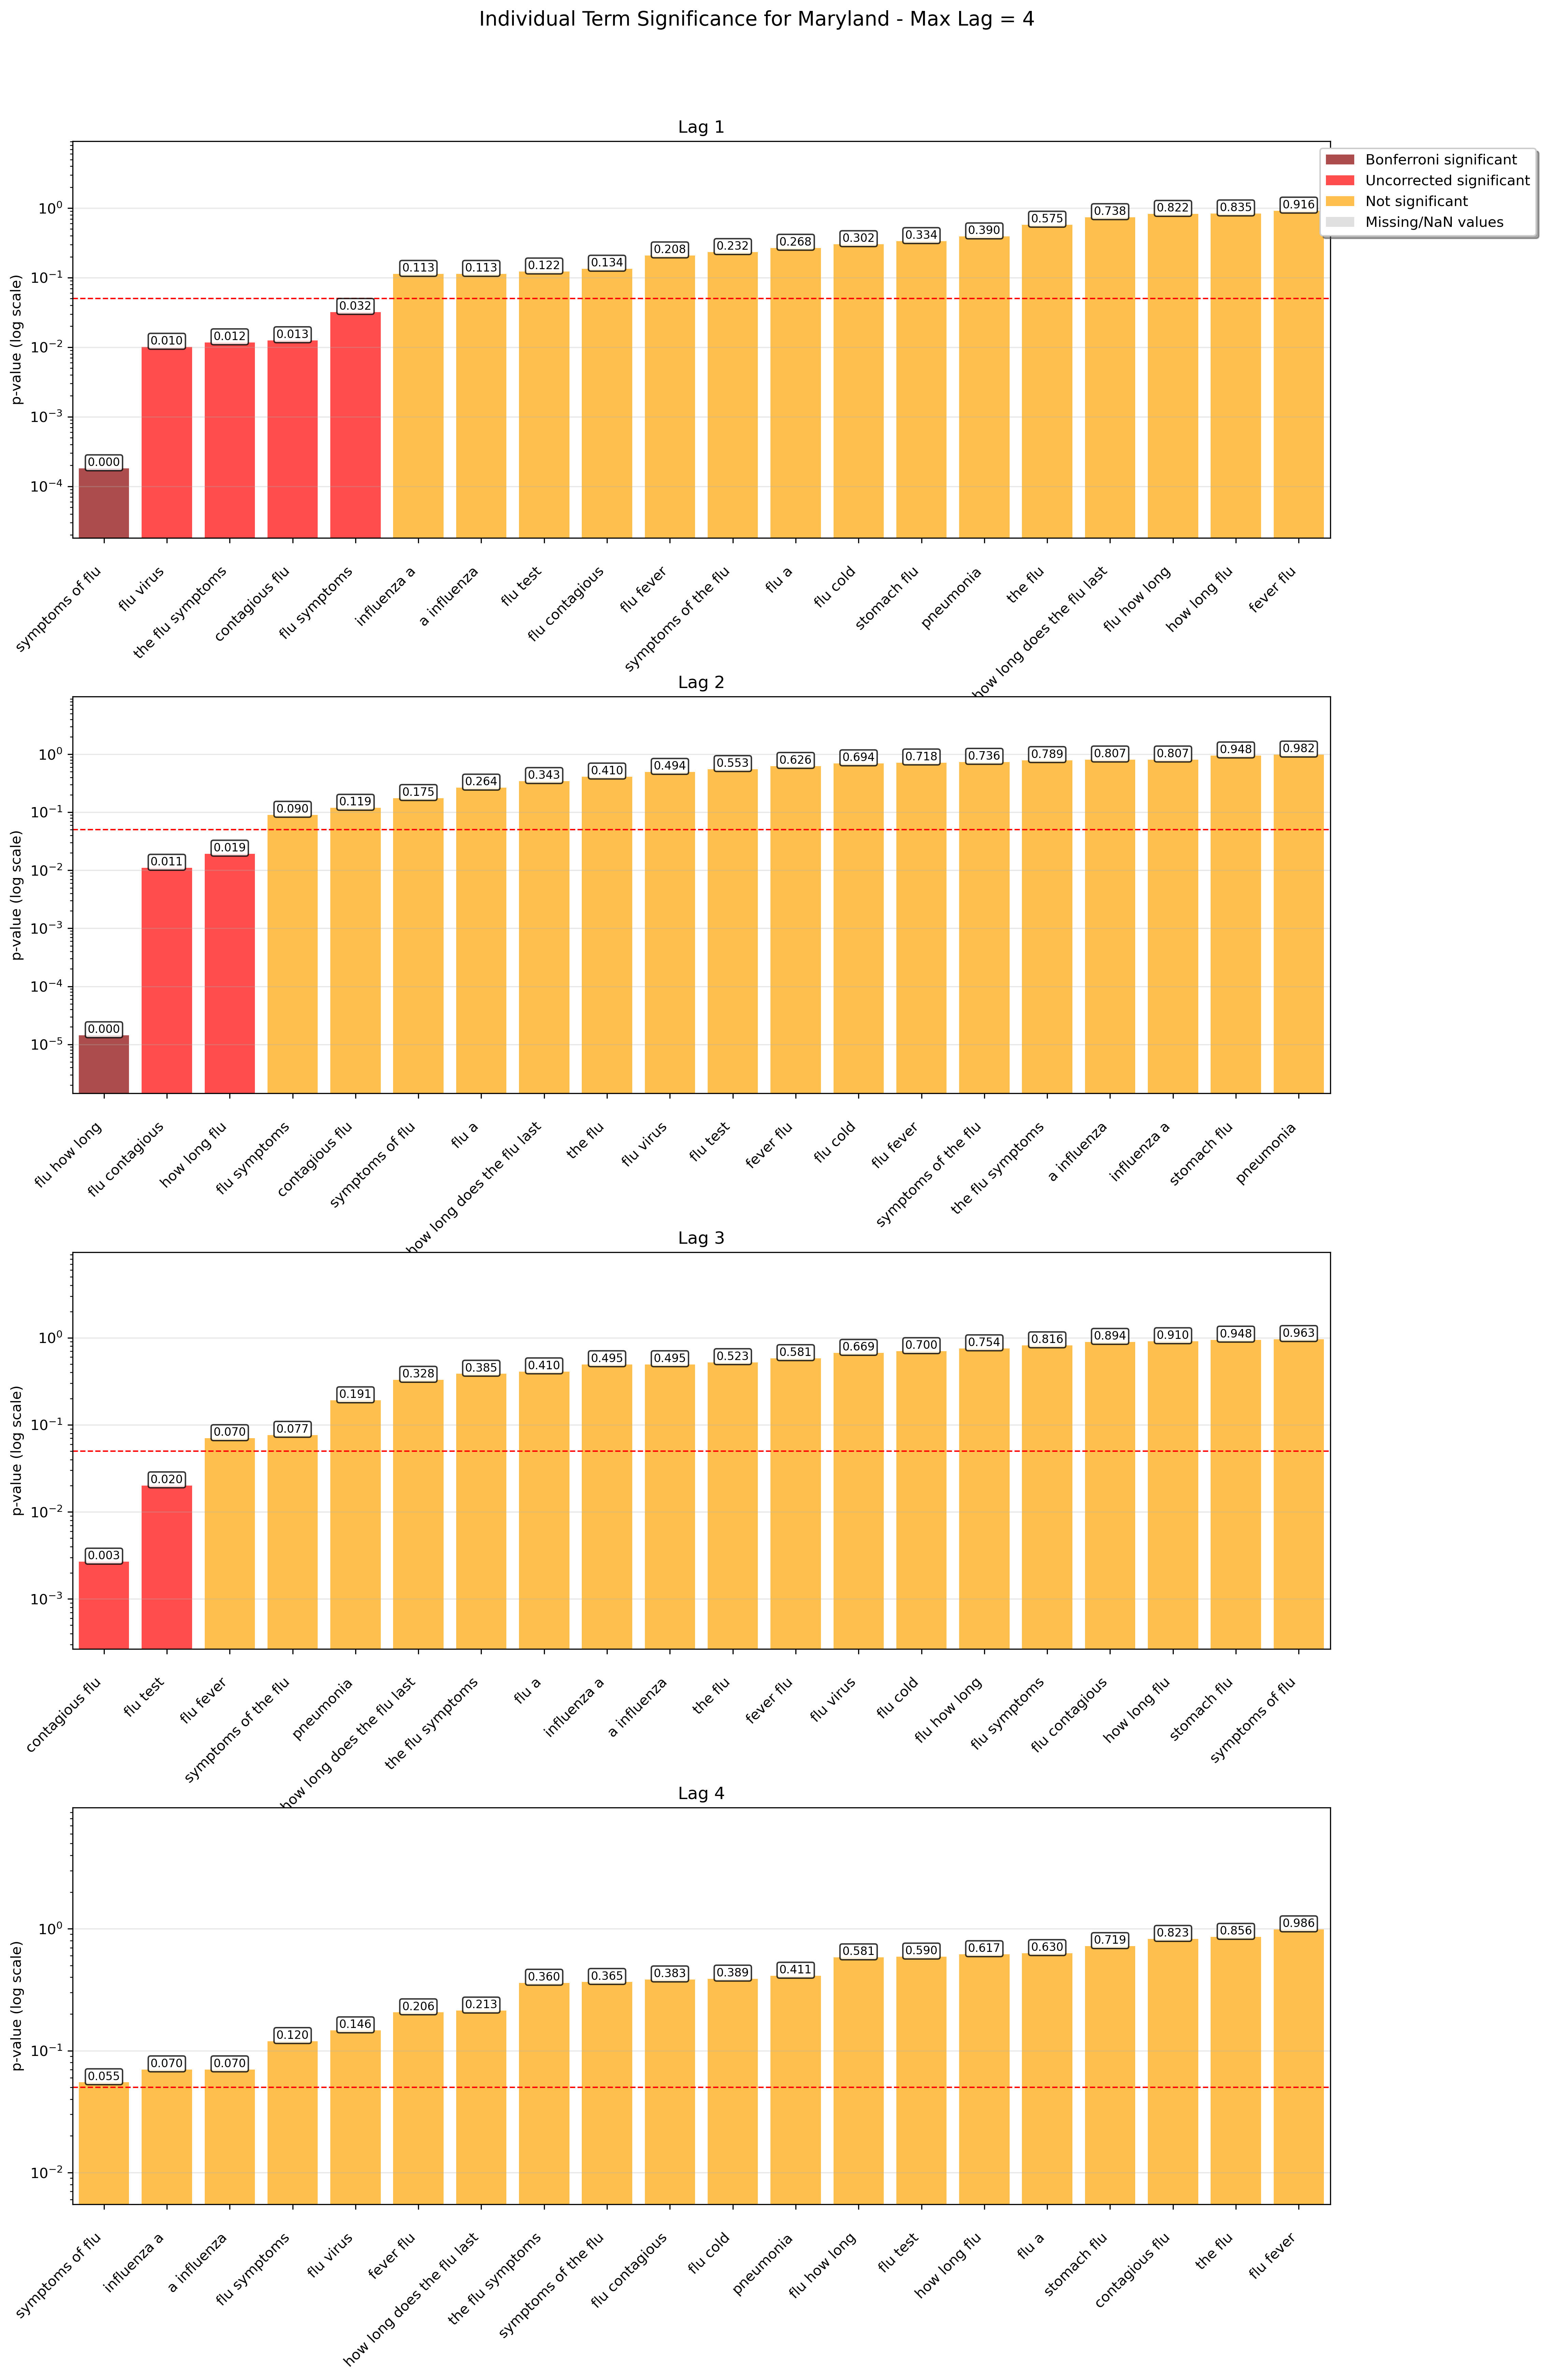 Individual Term Significance for Maryland - Max Lag = 4
Lag 1
Bonferroni significant
Uncorrected significant
Not significant
Missing/NaN values
p-value (log scale)
10⁰
10⁻¹
10⁻²
10⁻³
10⁻⁴
0.000 0.010 0.012 0.013 0.032 0.113 0.113 0.122 0.134 0.208 0.232 0.268 0.302 0.334 0.390 0.575 0.738 0.822 0.835 0.916
symptoms of flu
flu virus
the flu symptoms
contagious flu
flu symptoms
influenza a
a influenza
flu test
flu contagious
flu fever
symptoms of the flu
flu a
flu cold
stomach flu
pneumonia
the flu
how long does the flu last
flu how long
how long flu
fever flu
Lag 2
p-value (log scale)
10⁰
10⁻¹
10⁻²
10⁻³
10⁻⁴
10⁻⁵
0.000 0.011 0.019 0.090 0.119 0.175 0.264 0.343 0.410 0.494 0.553 0.626 0.694 0.718 0.736 0.789 0.807 0.807 0.948 0.982
flu how long
flu contagious
how long flu
flu symptoms
contagious flu
symptoms of flu
flu a
how long does the flu last
the flu
flu virus
flu test
fever flu
flu cold
flu fever
symptoms of the flu
the flu symptoms
a influenza
influenza a
stomach flu
pneumonia
Lag 3
p-value (log scale)
10⁰
10⁻¹
10⁻²
10⁻³
0.003 0.020 0.070 0.077 0.191 0.328 0.385 0.410 0.495 0.495 0.523 0.581 0.669 0.700 0.754 0.816 0.894 0.910 0.948 0.963
contagious flu
flu test
flu fever
symptoms of the flu
pneumonia
how long does the flu last
the flu symptoms
flu a
influenza a
a influenza
the flu
fever flu
flu virus
flu cold
flu how long
flu symptoms
flu contagious
how long flu
stomach flu
symptoms of flu
Lag 4
p-value (log scale)
10⁰
10⁻¹
10⁻²
0.055 0.070 0.070 0.120 0.146 0.206 0.213 0.360 0.365 0.383 0.389 0.411 0.581 0.590 0.617 0.630 0.719 0.823 0.856 0.986
symptoms of flu
influenza a
a influenza
flu symptoms
flu virus
fever flu
how long does the flu last
the flu symptoms
symptoms of the flu
flu contagious
flu cold
pneumonia
flu how long
flu test
how long flu
flu a
stomach flu
contagious flu
the flu
flu fever